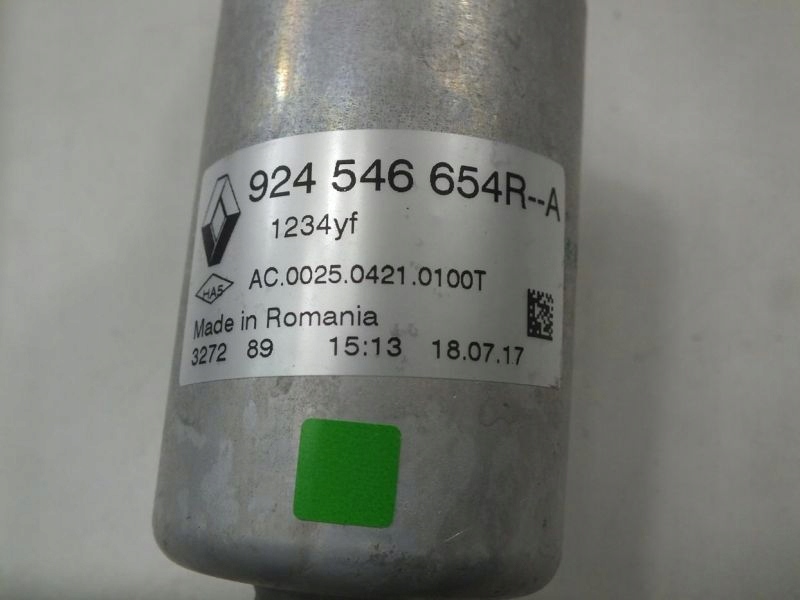 924 546 654R--A
1234yf
HAS
AC.0025.0421.0100T
Made in Romania
3272 89 15:13 18.07.17